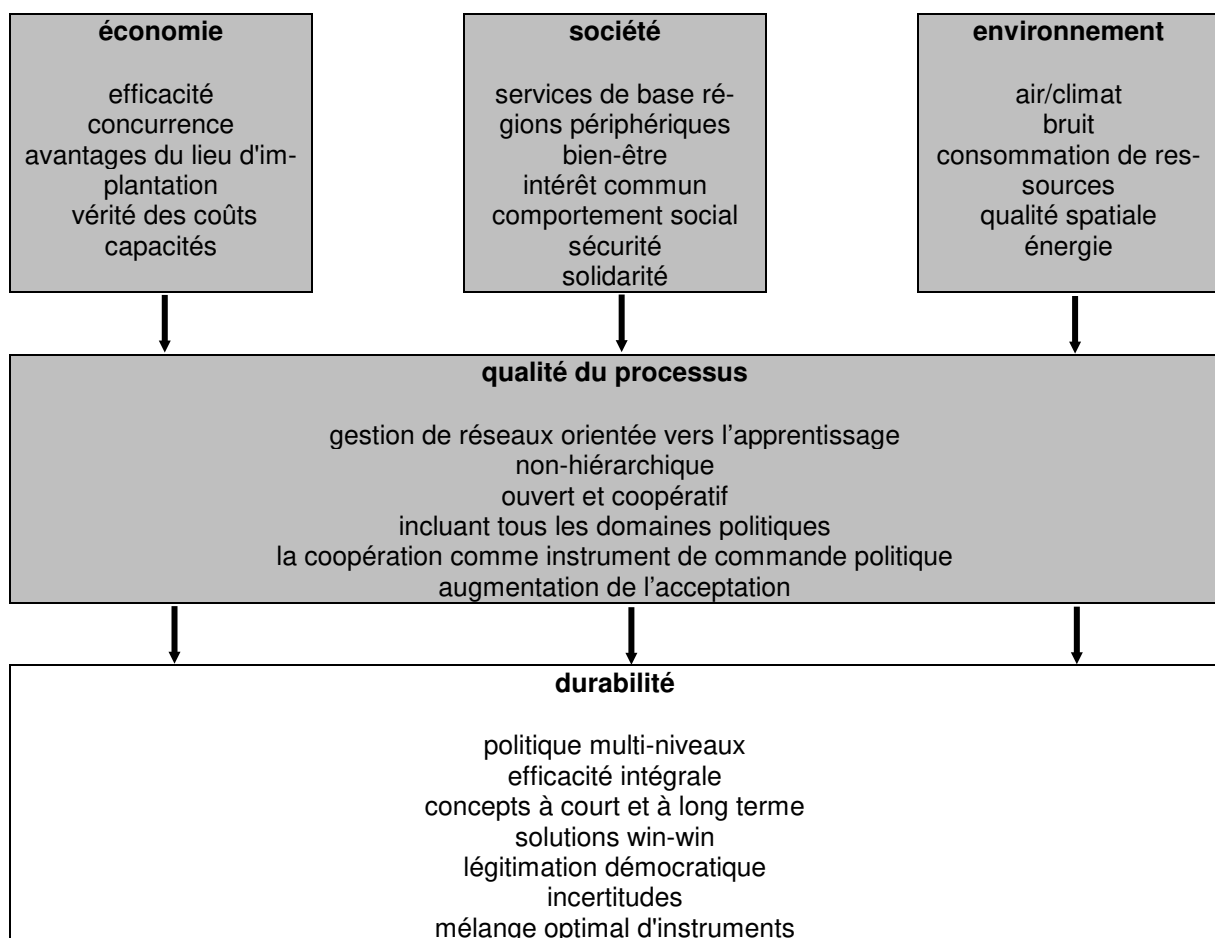 économie
efficacité
concurrence
avantages du lieu d'im-
plantation
vérité des coûts
capacités
société
services de base ré-
gions périphériques
bien-être
intérêt commun
comportement social
sécurité
solidarité
environnement
air/climat
bruit
consommation de res-
sources
qualité spatiale
énergie
qualité du processus
gestion de réseaux orientée vers l’apprentissage
non-hiérarchique
ouvert et coopératif
incluant tous les domaines politiques
la coopération comme instrument de commande politique
augmentation de l’acceptation
durabilité
politique multi-niveaux
efficacité intégrale
concepts à court et à long terme
solutions win-win
légitimation démocratique
incertitudes
mélange optimal d'instruments